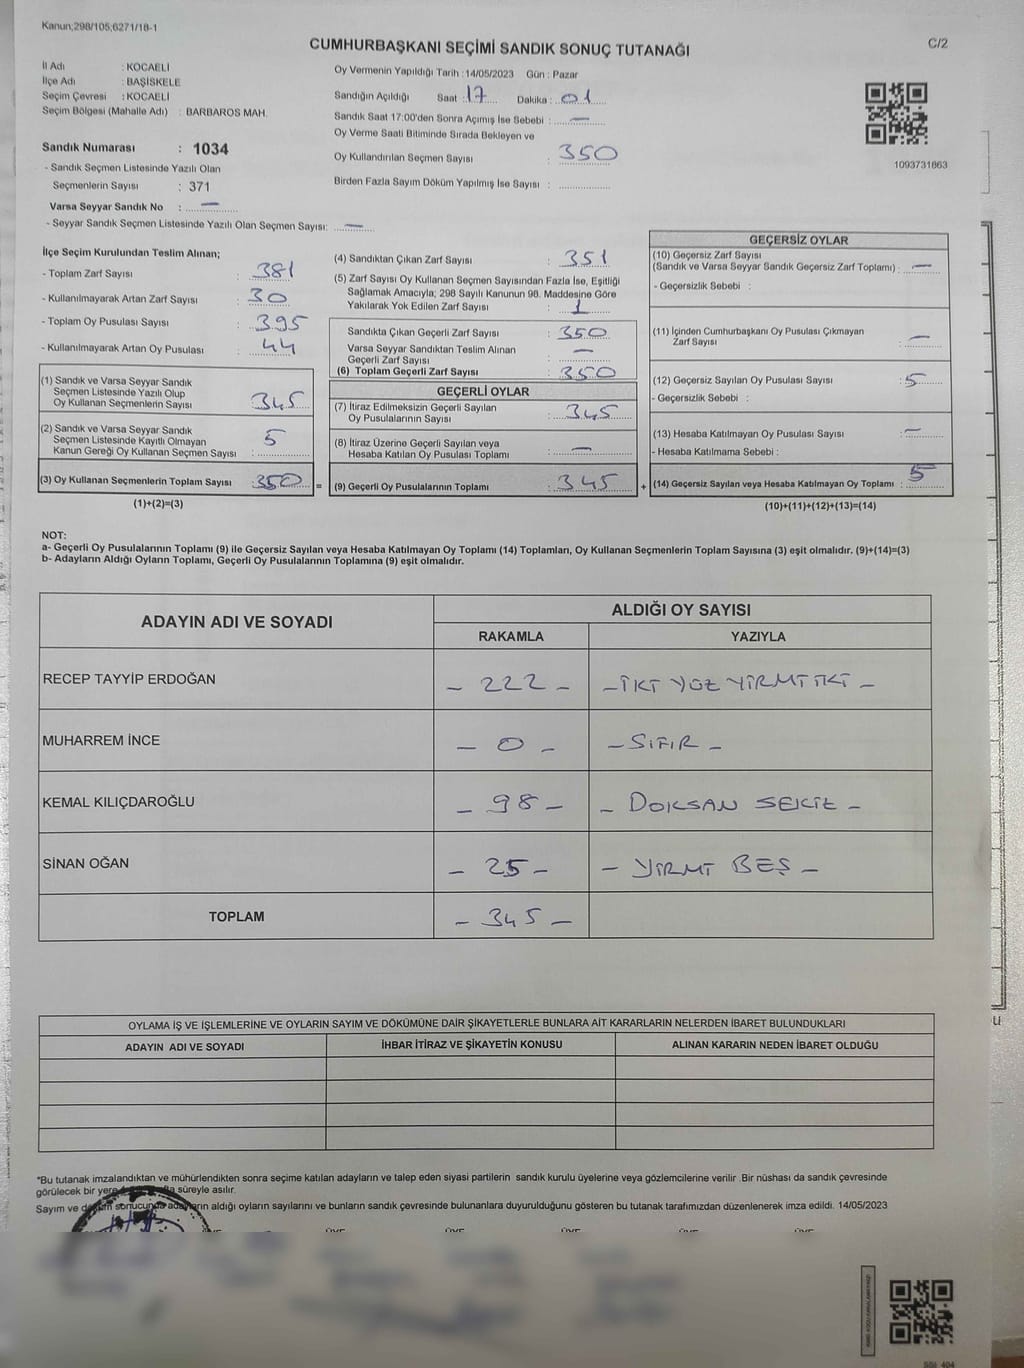 Kanun;298/105,6271/18-1
CUMHURBAŞKANI SEÇİMİ SANDIK SONUÇ TUTANAĞI
C/2
İl Adı : KOCAELİ
İlçe Adı : BAŞİSKELE
Seçim Çevresi : KOCAELİ
Seçim Bölgesi (Mahalle Adı) : BARBAROS MAH.
Sandık Numarası : 1034
- Sandık Seçmen Listesinde Yazılı Olan
Seçmenlerin Sayısı : 371
Varsa Seyyar Sandık No : —
- Seyyar Sandık Seçmen Listesinde Yazılı Olan Seçmen Sayısı: —
Oy Vermenin Yapıldığı Tarih : 14/05/2023 Gün : Pazar
Sandığın Açıldığı Saat : 17 Dakika : 01
Sandık Saat 17:00'den Sonra Açımış İse Sebebi : —
Oy Verme Saati Bitiminde Sırada Bekleyen ve
Oy Kullandırılan Seçmen Sayısı : 350
Birden Fazla Sayım Döküm Yapılmış İse Sayısı :
1093731663
İlçe Seçim Kurulundan Teslim Alınan;
- Toplam Zarf Sayısı : 381
- Kullanılmayarak Artan Zarf Sayısı : 30
- Toplam Oy Pusulası Sayısı : 395
- Kullanılmayarak Artan Oy Pusulası : 44
(1) Sandık ve Varsa Seyyar Sandık
Seçmen Listesinde Yazılı Olup
Oy Kullanan Seçmenlerin Sayısı : 345
(2) Sandık ve Varsa Seyyar Sandık
Seçmen Listesinde Kayıtlı Olmayan
Kanun Gereği Oy Kullanan Seçmen Sayısı : 5
(3) Oy Kullanan Seçmenlerin Toplam Sayısı : 350
(1)+(2)=(3)
=
(4) Sandıktan Çıkan Zarf Sayısı : 351
(5) Zarf Sayısı Oy Kullanan Seçmen Sayısından Fazla İse, Eşitliği
Sağlamak Amacıyla; 298 Sayılı Kanunun 98. Maddesine Göre
Yakılarak Yok Edilen Zarf Sayısı : 1
Sandıkta Çıkan Geçerli Zarf Sayısı : 350
Varsa Seyyar Sandıktan Teslim Alınan
Geçerli Zarf Sayısı : —
(6) Toplam Geçerli Zarf Sayısı : 350
GEÇERLİ OYLAR
(7) İtiraz Edilmeksizin Geçerli Sayılan
Oy Pusulalarının Sayısı : 345
(8) İtiraz Üzerine Geçerli Sayılan veya
Hesaba Katılan Oy Pusulası Toplamı : —
(9) Geçerli Oy Pusulalarının Toplamı : 345
+
GEÇERSİZ OYLAR
(10) Geçersiz Zarf Sayısı
(Sandık ve Varsa Seyyar Sandık Geçersiz Zarf Toplamı) : —
- Geçersizlik Sebebi :
(11) İçinden Cumhurbaşkanı Oy Pusulası Çıkmayan
Zarf Sayısı : —
(12) Geçersiz Sayılan Oy Pusulası Sayısı : 5
- Geçersizlik Sebebi :
(13) Hesaba Katılmayan Oy Pusulası Sayısı : —
- Hesaba Katılmama Sebebi :
(14) Geçersiz Sayılan veya Hesaba Katılmayan Oy Toplamı : 5
(10)+(11)+(12)+(13)=(14)
NOT:
a- Geçerli Oy Pusulalarının Toplamı (9) ile Geçersiz Sayılan veya Hesaba Katılmayan Oy Toplamı (14) Toplamları, Oy Kullanan Seçmenlerin Toplam Sayısına (3) eşit olmalıdır. (9)+(14)=(3)
b- Adayların Aldığı Oyların Toplamı, Geçerli Oy Pusulalarının Toplamına (9) eşit olmalıdır.
ADAYIN ADI VE SOYADI ALDIĞI OY SAYISI
RAKAMLA YAZIYLA
RECEP TAYYİP ERDOĞAN - 222 - - İKİ YÜZ YİRMİ İKİ -
MUHARREM İNCE - 0 - - SIFIR -
KEMAL KILIÇDAROĞLU - 98 - - DOKSAN SEKİZ -
SİNAN OĞAN - 25 - - YİRMİ BEŞ -
TOPLAM - 345 -
OYLAMA İŞ VE İŞLEMLERİNE VE OYLARIN SAYIM VE DÖKÜMÜNE DAİR ŞİKAYETLERLE BUNLARA AİT KARARLARIN NELERDEN İBARET BULUNDUKLARI
ADAYIN ADI VE SOYADI İHBAR İTİRAZ VE ŞİKAYETİN KONUSU ALINAN KARARIN NEDEN İBARET OLDUĞU
*Bu tutanak imzalandıktan ve mühürlendikten sonra seçime katılan adayların ve talep eden siyasi partilerin sandık kurulu üyelerine veya gözlemcilerine verilir .Bir nüshası da sandık çevresinde
görülecek bir yere süreyle asılır.
Sayım ve döküm sonucunda adayların aldığı oyların sayılarını ve bunların sandık çevresinde bulunanlara duyurulduğunu gösteren bu tutanak tarafımızdan düzenlenerek imza edildi. 14/05/2023